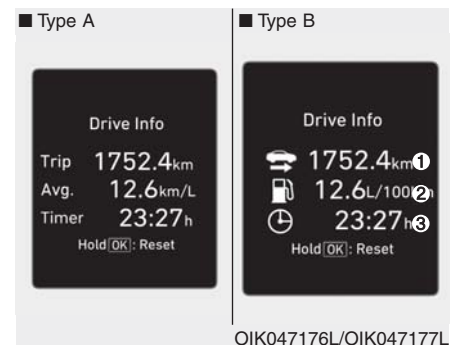 ■ Type A
Drive Info
Trip 1752.4km
Avg. 12.6km/L
Timer 23:27h
Hold OK : Reset
■ Type B
Drive Info
1752.4km ①
12.6L/100 ②
23:27h ③
Hold OK : Reset
OIK047176L/OIK047177L